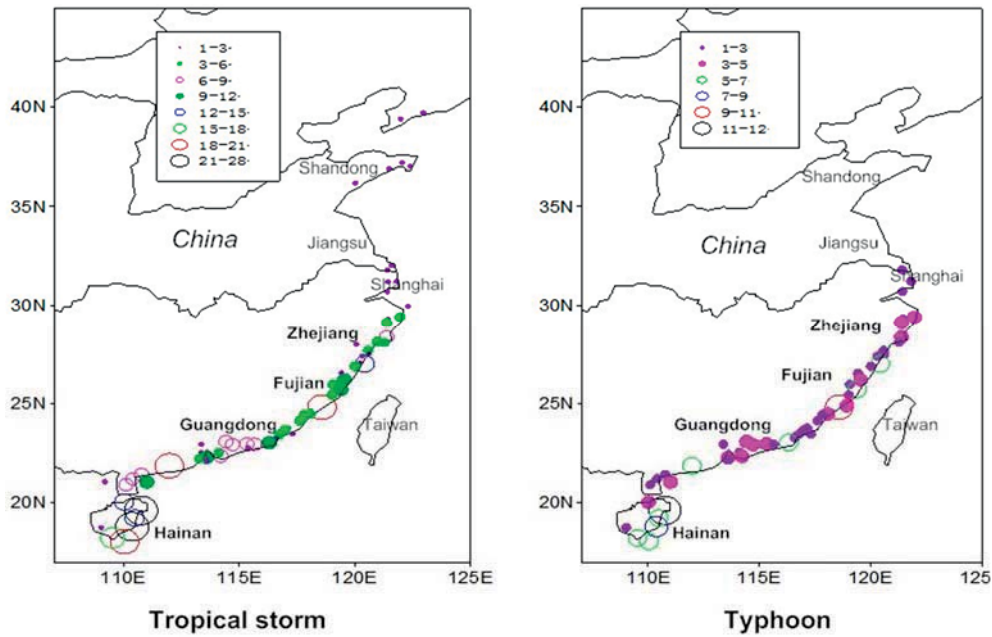 1-3·
3-6·
6-9·
9-12·
12-15·
15-18·
18-21·
21-28·
40N
35N
30N
25N
20N
Shandong
China
Jiangsu
Shanghai
Zhejiang
Fujian
Guangdong
Taiwan
Hainan
110E 115E 120E 125E
Tropical storm
1-3
3-5
5-7
7-9
9-11·
11-12·
40N
35N
30N
25N
20N
Shandong
China
Jiangsu
Shanghai
Zhejiang
Fujian
Guangdong
Taiwan
Hainan
110E 115E 120E 125
Typhoon